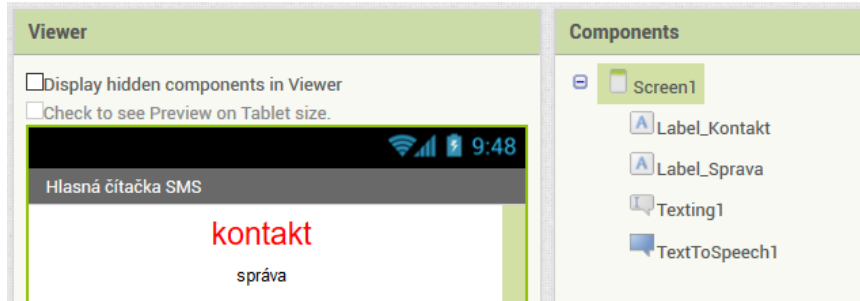 Viewer
Display hidden components in Viewer
Check to see Preview on Tablet size.
9:48
Hlasná čítačka SMS
kontakt
správa
Components
Screen1
Label_Kontakt
Label_Sprava
Texting1
TextToSpeech1